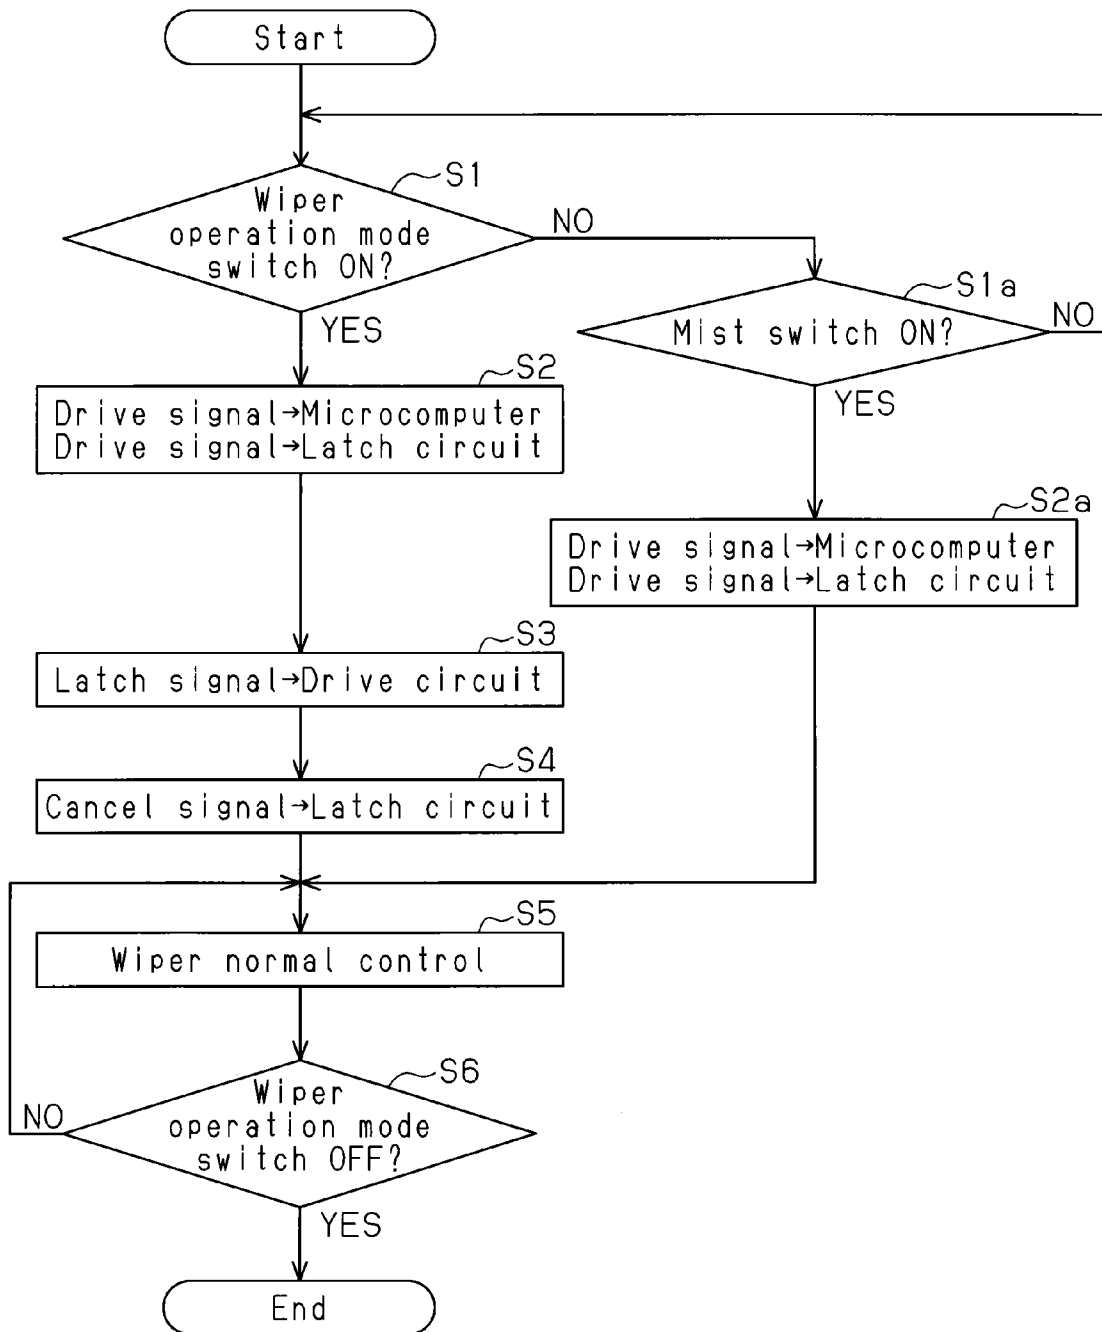 Start
S1
Wiper
operation mode
switch ON?
NO
YES
S1a
Mist switch ON?
NO
YES
S2
Drive signal→Microcomputer
Drive signal→Latch circuit
S2a
Drive signal→Microcomputer
Drive signal→Latch circuit
S3
Latch signal→Drive circuit
S4
Cancel signal→Latch circuit
S5
Wiper normal control
S6
Wiper
operation mode
switch OFF?
NO
YES
End